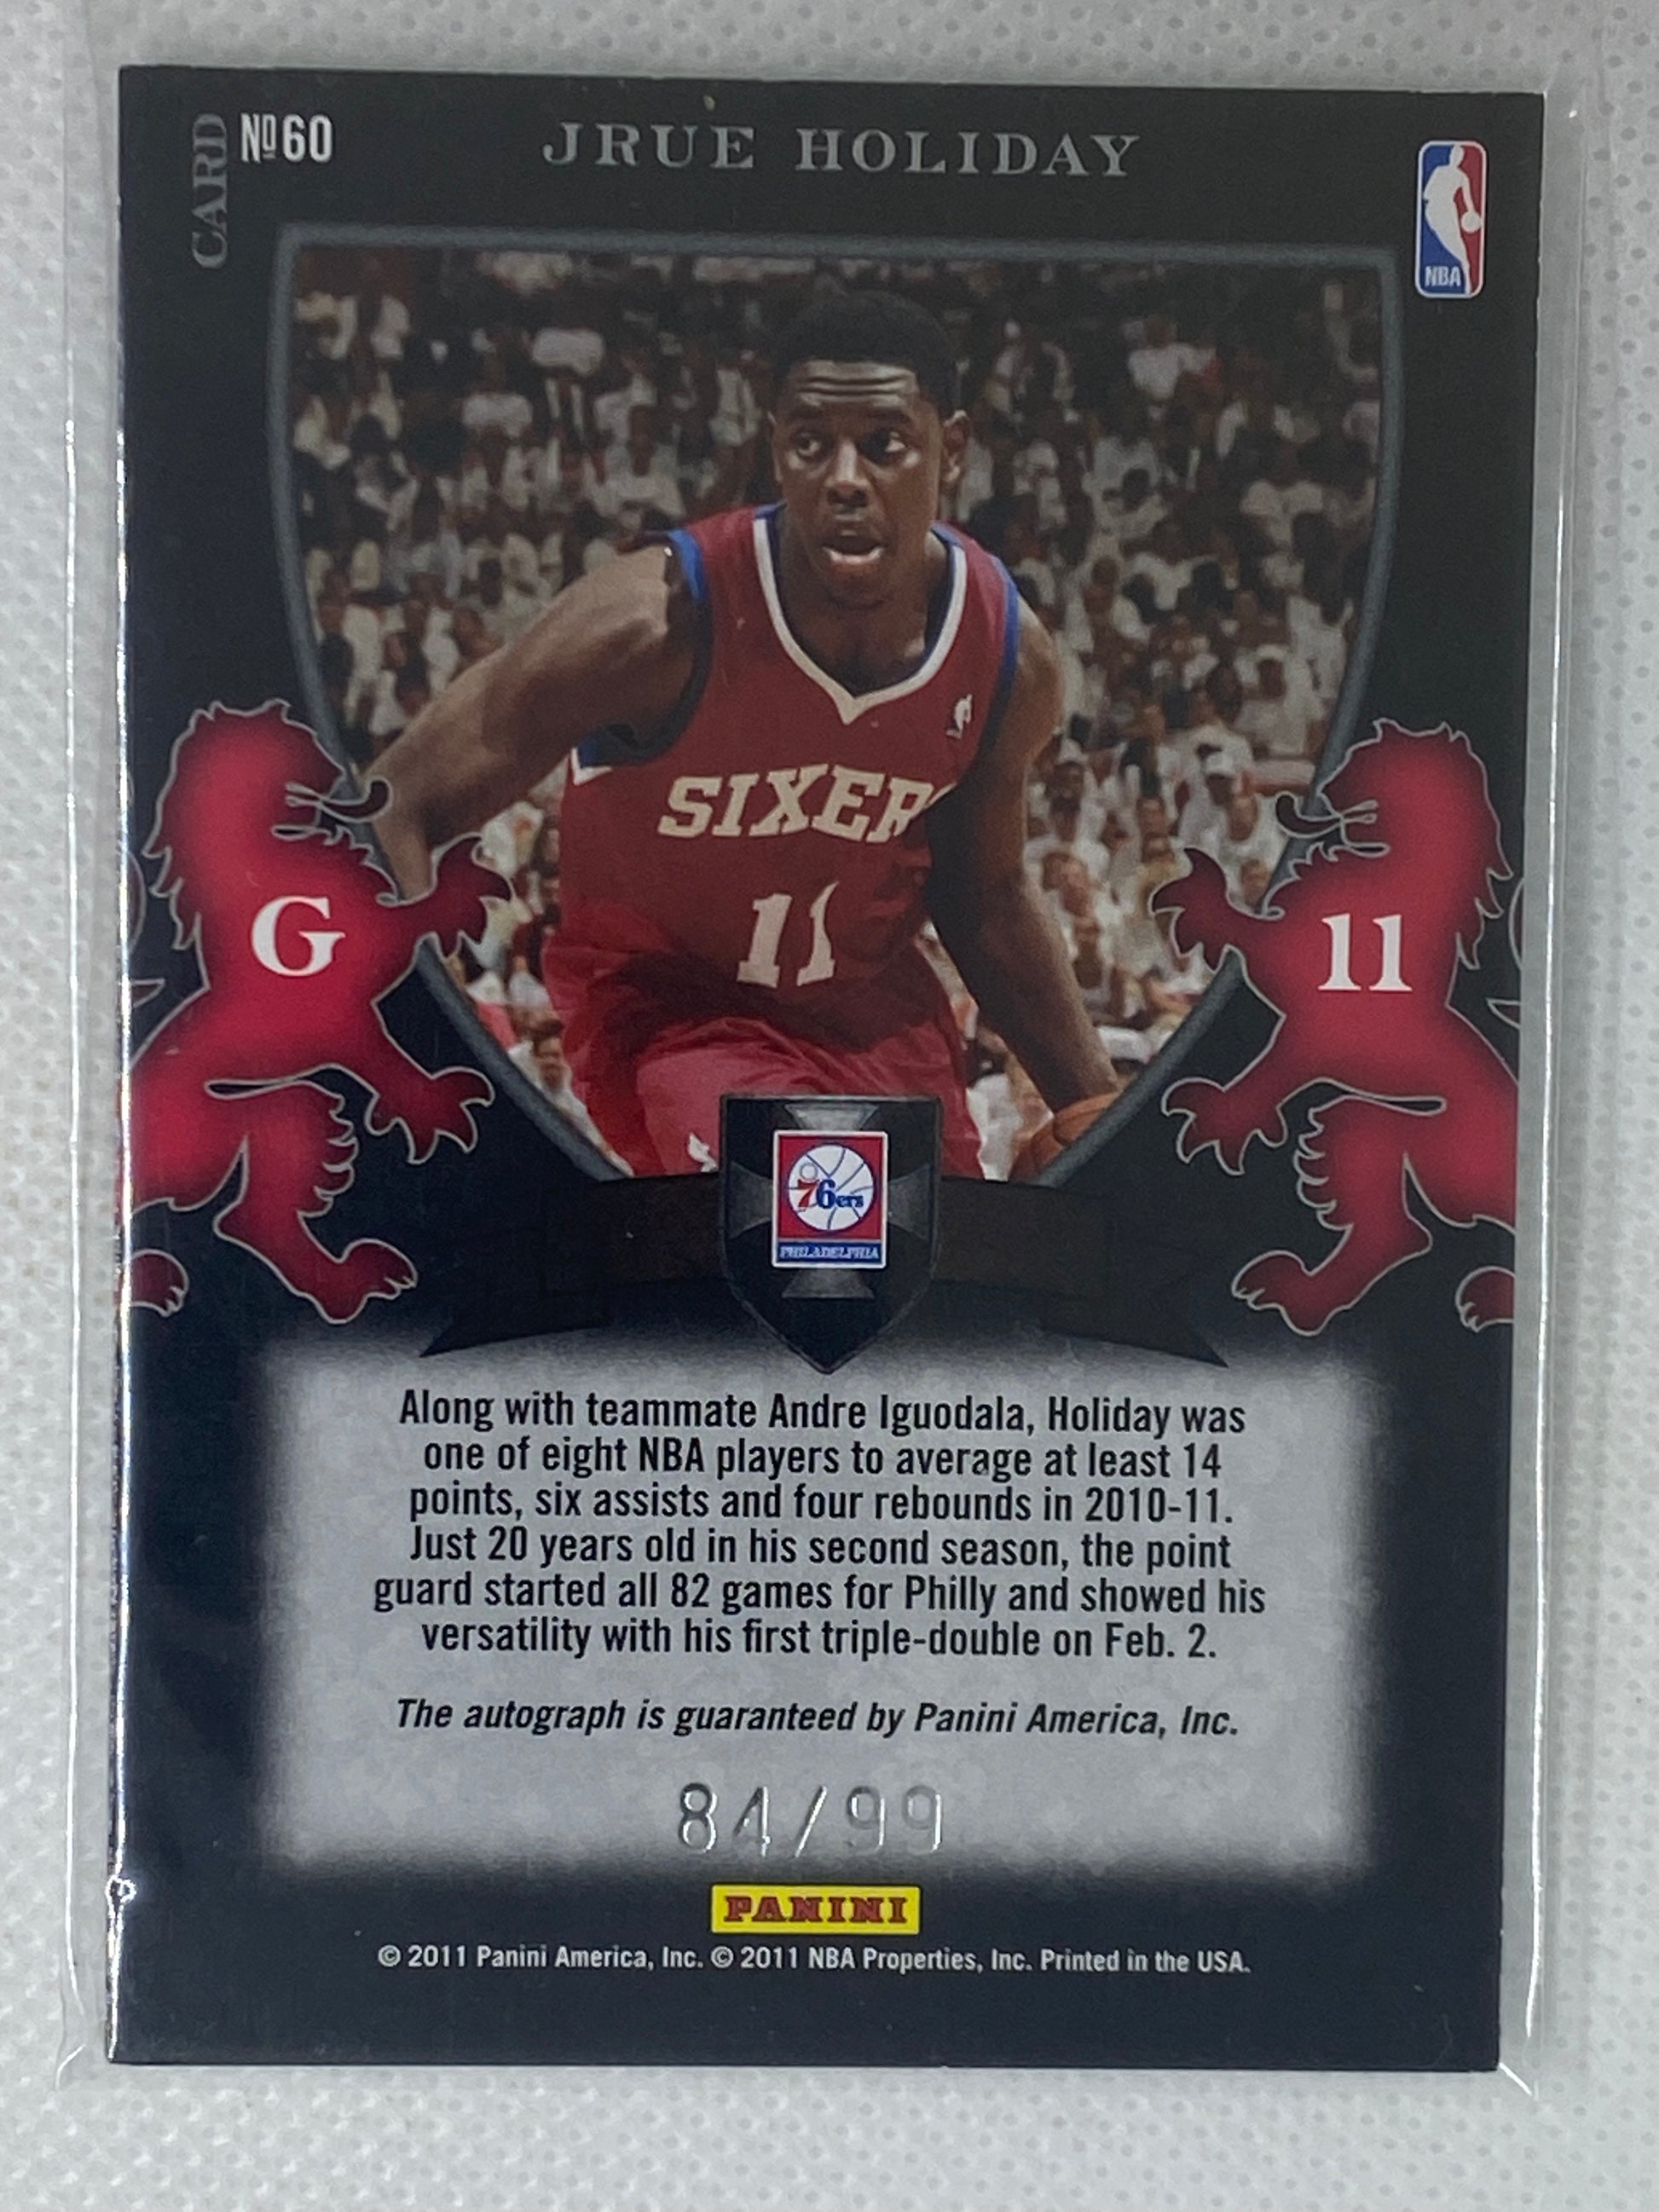 CARD Nº60
JRUE HOLIDAY
NBA
SIXER
11
G
11
76ers
PHILADELPHIA
Along with teammate Andre Iguodala, Holiday was
one of eight NBA players to average at least 14
points, six assists and four rebounds in 2010-11.
Just 20 years old in his second season, the point
guard started all 82 games for Philly and showed his
versatility with his first triple-double on Feb. 2.
The autograph is guaranteed by Panini America, Inc.
84/99
PANINI
© 2011 Panini America, Inc. © 2011 NBA Properties, Inc. Printed in the USA.